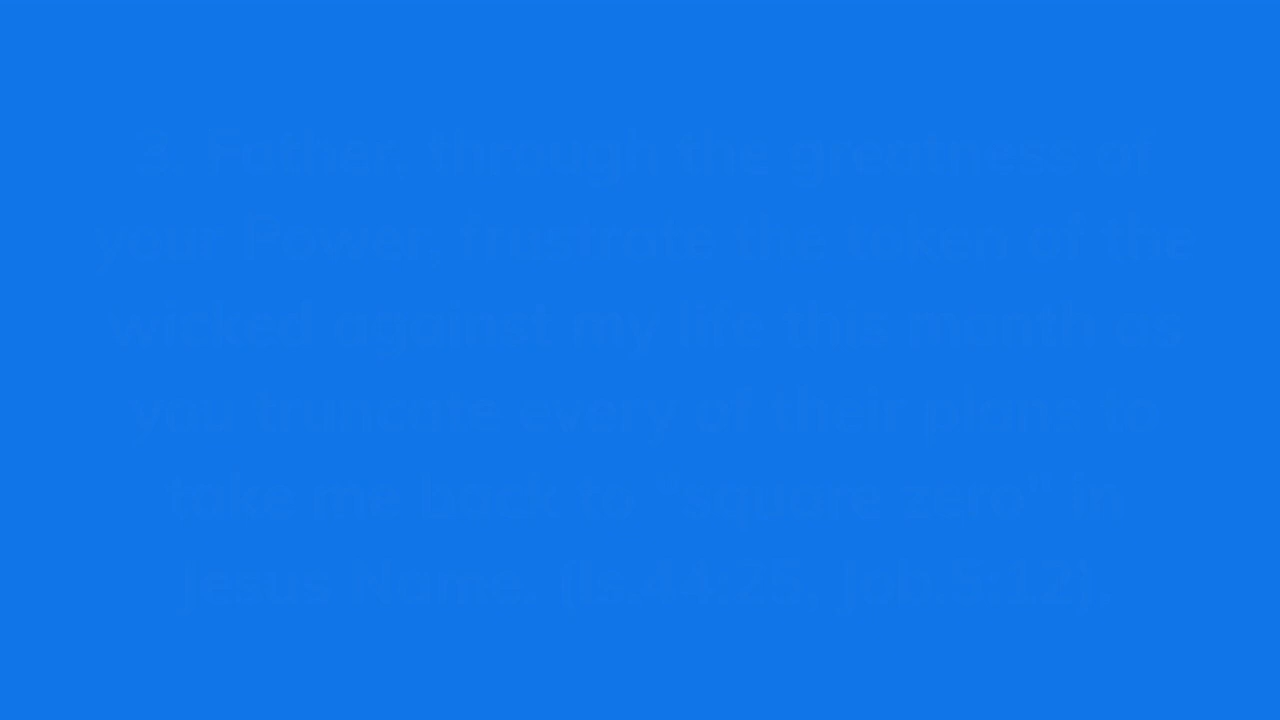 3. Father, through the greatness of
your Power, frustrate the token of the
wicked against my life this month as
you truncate every of their plans to
take me back to "square zero" in
Jesus Name. (Is.44:25, Job.5:12).